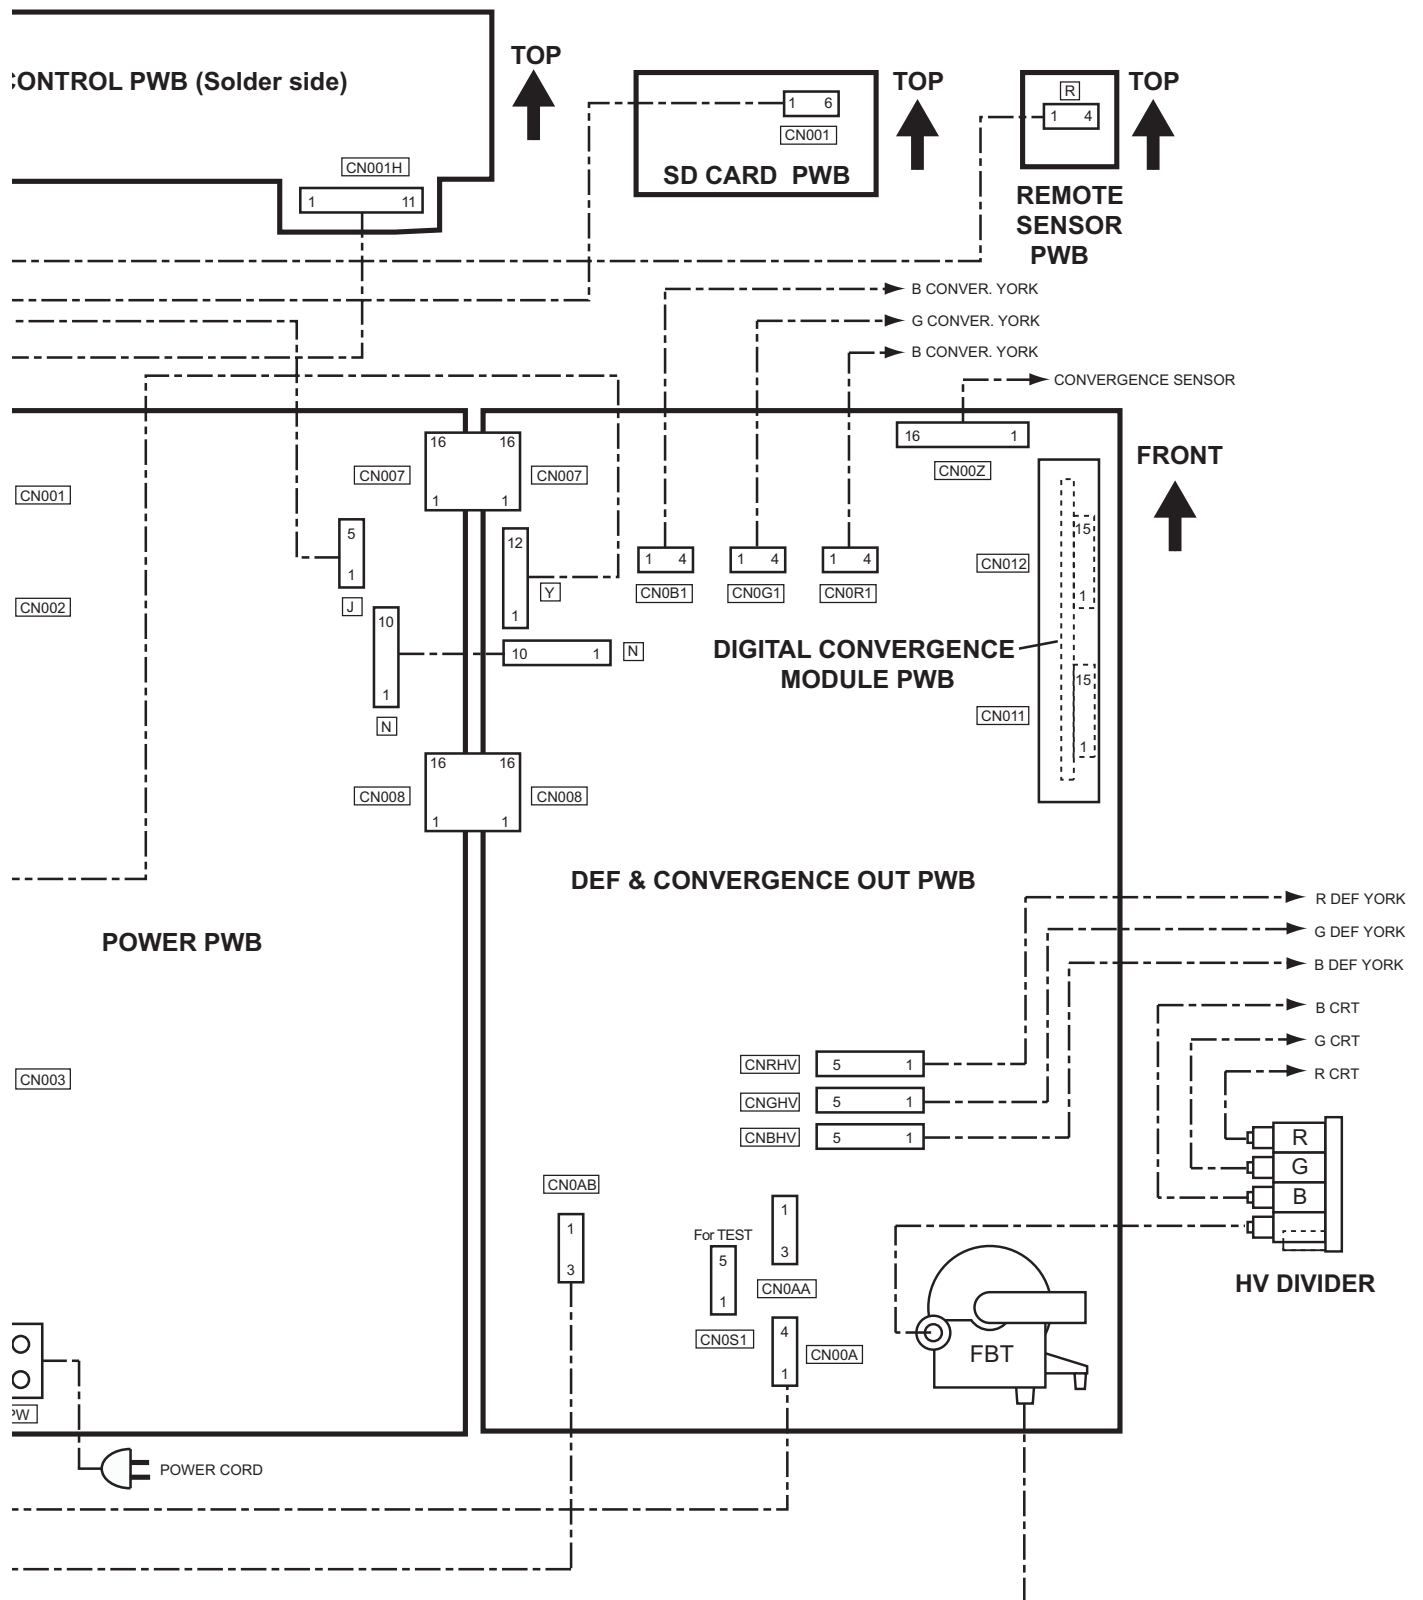 TOP
CONTROL PWB (Solder side)
CN001H
1 11
1 6
CN001
SD CARD PWB
TOP
R
1 4
TOP
REMOTE
SENSOR
PWB
B CONVER. YORK
G CONVER. YORK
B CONVER. YORK
CONVERGENCE SENSOR
16 1
CN00Z
FRONT
16 16
CN007
CN007
1 1
CN001
5
1
J
CN002
12
1
Y
1 4
CN0B1
1 4
CN0G1
1 4
CN0R1
15
CN012
1
10
1
N
10 1
N
DIGITAL CONVERGENCE
MODULE PWB
15
CN011
1
16 16
CN008
CN008
1 1
DEF & CONVERGENCE OUT PWB
POWER PWB
R DEF YORK
G DEF YORK
B DEF YORK
B CRT
G CRT
R CRT
CNRHV
5 1
CNGHV
5 1
CNBHV
5 1
CN003
R
G
B
HV DIVIDER
CN0AB
1
3
For TEST
5
1
CN0S1
1
3
CN0AA
4
1
CN00A
FBT
PW
POWER CORD